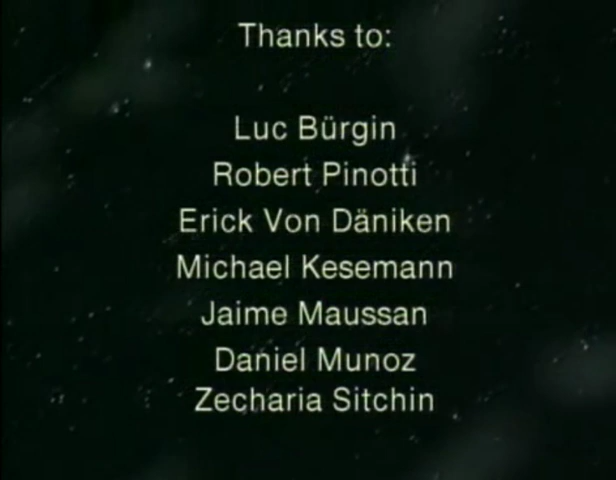 Thanks to:
Luc Bürgin
Robert Pinotti
Erick Von Däniken
Michael Kesemann
Jaime Maussan
Daniel Munoz
Zecharia Sitchin